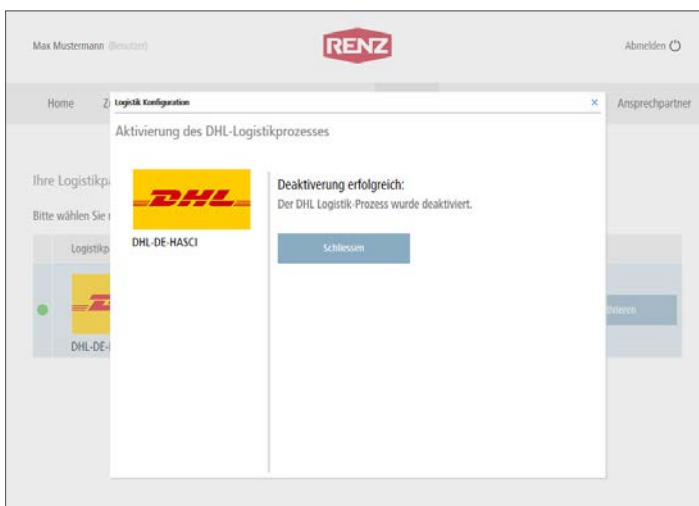 Max Mustermann (Benutzer)
RENZ
Abmelden
Home
Ansprechpartner
Logistik Konfiguration
×
Aktivierung des DHL-Logistikprozesses
Ihre Logistikp
Bitte wählen Sie
Logistikp
DHL
DHL-DE-HASCI
Deaktiverung erfolgreich:
Der DHL Logistik-Prozess wurde deaktiviert.
Schliessen
DHL-DE-